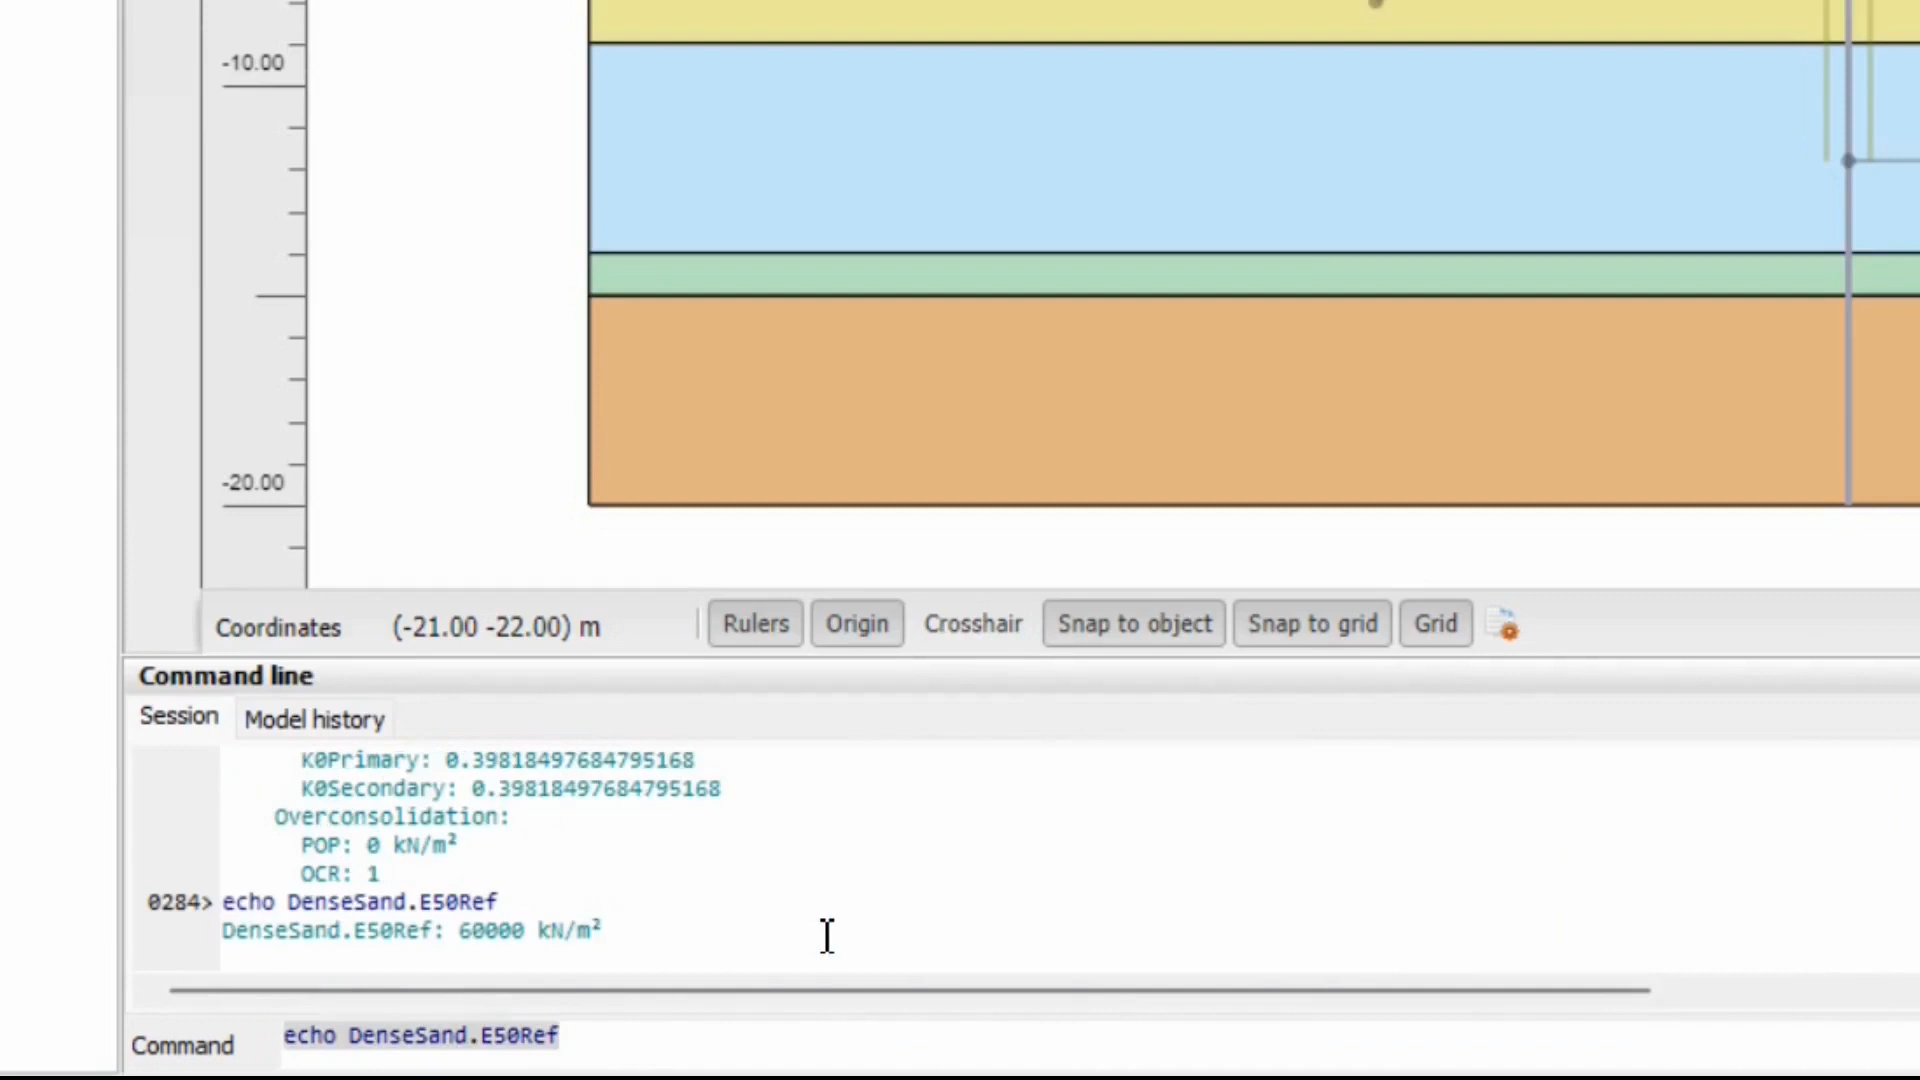 -10.00
-20.00
Coordinates (-21.00 -22.00) m Rulers Origin Crosshair Snap to object Snap to grid Grid
Command line
Session Model history
K0Primary: 0.39818497684795168
K0Secondary: 0.39818497684795168
Overconsolidation:
POP: 0 kN/m²
OCR: 1
0284> echo DenseSand.E50Ref
DenseSand.E50Ref: 60000 kN/m²
Command echo DenseSand.E50Ref